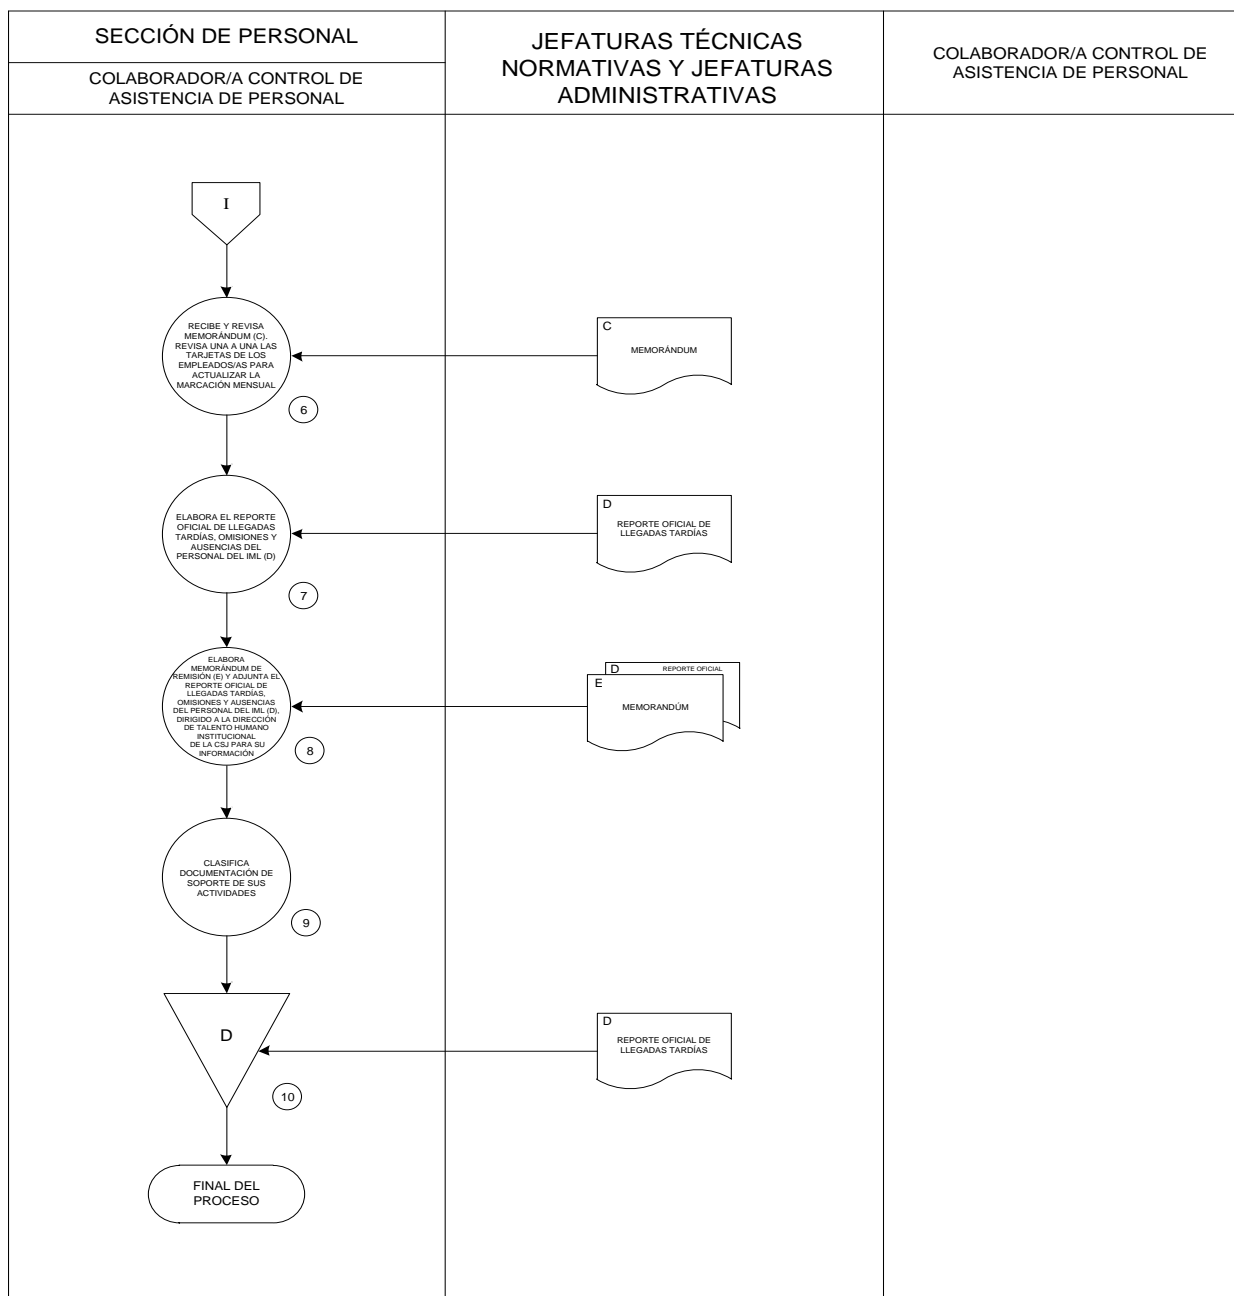 SECCIÓN DE PERSONAL
COLABORADOR/A CONTROL DE
ASISTENCIA DE PERSONAL
JEFATURAS TÉCNICAS
NORMATIVAS Y JEFATURAS
ADMINISTRATIVAS
COLABORADOR/A CONTROL DE
ASISTENCIA DE PERSONAL
I
RECIBE Y REVISA
MEMORÁNDUM (C).
REVISA UNA A UNA LAS
TARJETAS DE LOS
EMPLEADOS/AS PARA
ACTUALIZAR LA
MARCACIÓN MENSUAL
6
C
MEMORÁNDUM
ELABORA EL REPORTE
OFICIAL DE LLEGADAS
TARDÍAS, OMISIONES Y
AUSENCIAS DEL
PERSONAL DEL IML (D)
7
D
REPORTE OFICIAL DE
LLEGADAS TARDÍAS
ELABORA
MEMORÁNDUM DE
REMISIÓN (E) Y ADJUNTA EL
REPORTE OFICIAL DE
LLEGADAS TARDÍAS,
OMISIONES Y AUSENCIAS
DEL PERSONAL DEL IML (D),
DIRIGIDO A LA DIRECCIÓN
DE TALENTO HUMANO
INSTITUCIONAL
DE LA CSJ PARA SU
INFORMACIÓN
8
D
REPORTE OFICIAL
E
MEMORANDÚM
CLASIFICA
DOCUMENTACIÓN DE
SOPORTE DE SUS
ACTIVIDADES
9
D
10
D
REPORTE OFICIAL DE
LLEGADAS TARDÍAS
FINAL DEL
PROCESO